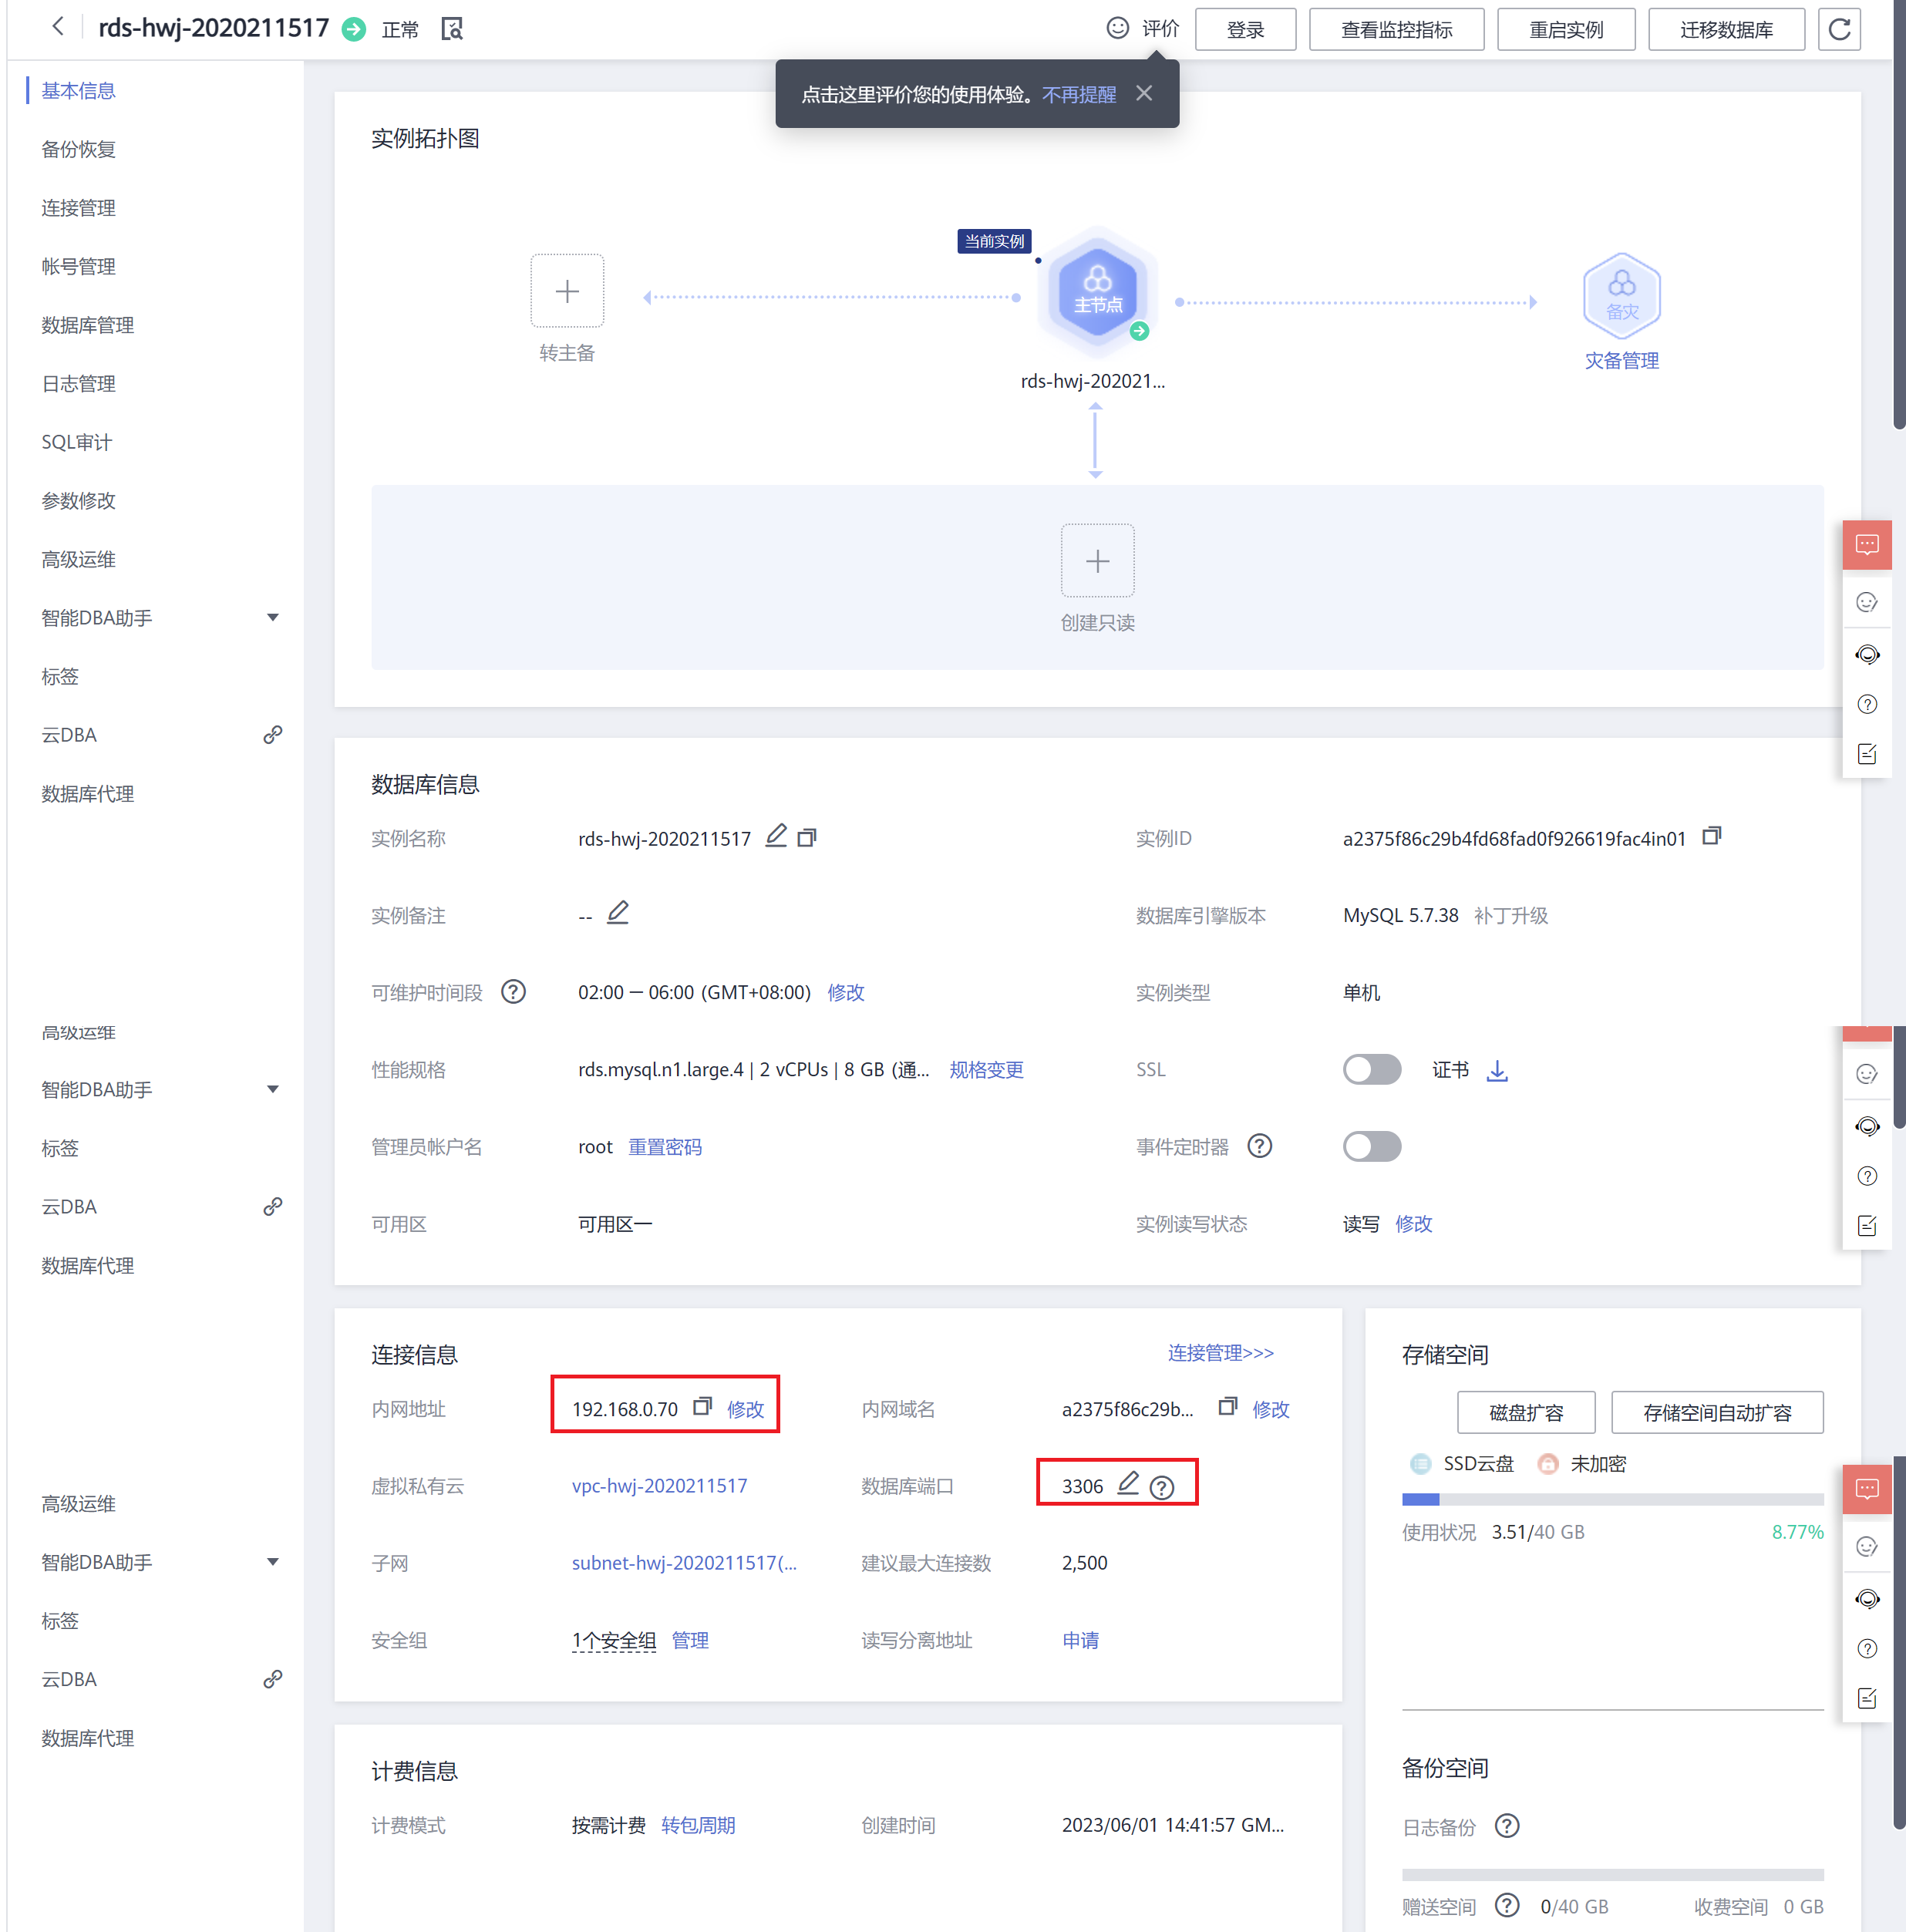 rds-hwj-2020211517 正常 评价 登录 查看监控指标 重启实例 迁移数据库
点击这里评价您的使用体验。不再提醒
基本信息
备份恢复
连接管理
帐号管理
数据库管理
日志管理
SQL审计
参数修改
高级运维
智能DBA助手
标签
云DBA
数据库代理
高级运维
智能DBA助手
标签
云DBA
数据库代理
高级运维
智能DBA助手
标签
云DBA
数据库代理
实例拓扑图
当前实例
主节点
备灾
转主备
灾备管理
rds-hwj-202021...
创建只读
数据库信息
实例名称 rds-hwj-2020211517 实例ID a2375f86c29b4fd68fad0f926619fac4in01
实例备注 -- 数据库引擎版本 MySQL 5.7.38 补丁升级
可维护时间段 02:00 — 06:00 (GMT+08:00) 修改 实例类型 单机
性能规格 rds.mysql.n1.large.4 | 2 vCPUs | 8 GB (通... 规格变更 SSL 证书
管理员帐户名 root 重置密码 事件定时器
可用区 可用区一 实例读写状态 读写 修改
连接信息 连接管理>>>
内网地址 192.168.0.70 修改 内网域名 a2375f86c29b... 修改
虚拟私有云 vpc-hwj-2020211517 数据库端口 3306
子网 subnet-hwj-2020211517(... 建议最大连接数 2,500
安全组 1个安全组 管理 读写分离地址 申请
计费信息
计费模式 按需计费 转包周期 创建时间 2023/06/01 14:41:57 GM...
存储空间
磁盘扩容 存储空间自动扩容
SSD云盘 未加密
使用状况 3.51/40 GB 8.77%
备份空间
日志备份
赠送空间 0/40 GB 收费空间 0 GB